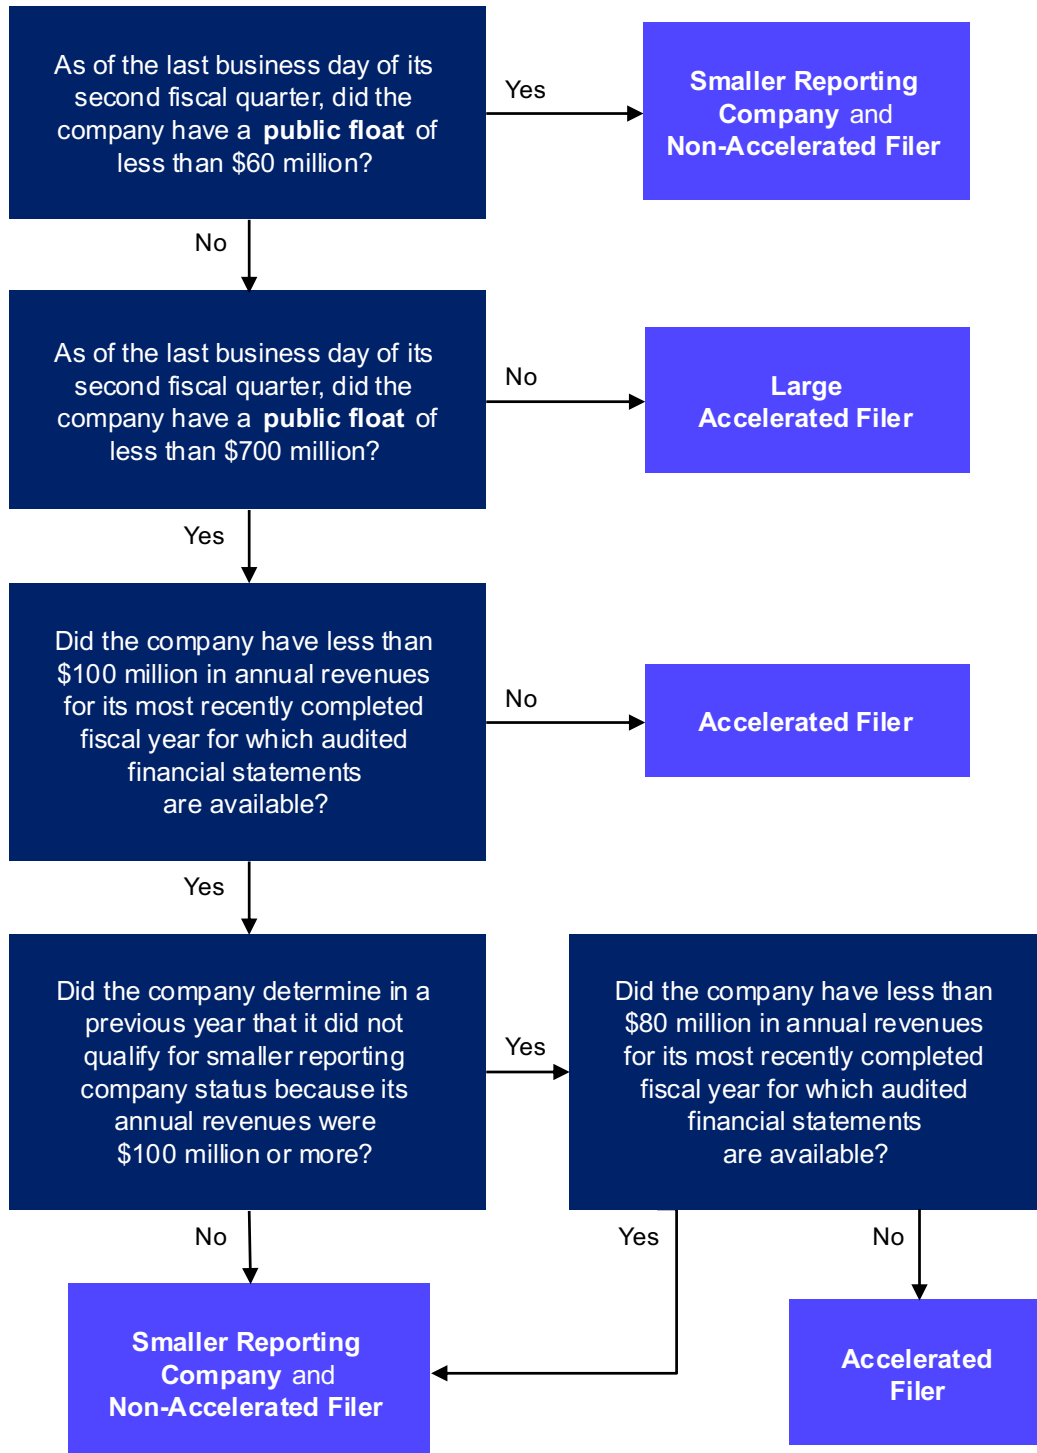 As of the last business day of its
second fiscal quarter, did the
company have a public float of
less than $60 million?
Yes
Smaller Reporting
Company and
Non-Accelerated Filer
No
As of the last business day of its
second fiscal quarter, did the
company have a public float of
less than $700 million?
No
Large
Accelerated Filer
Yes
Did the company have less than
$100 million in annual revenues
for its most recently completed
fiscal year for which audited
financial statements
are available?
No
Accelerated Filer
Yes
Did the company determine in a
previous year that it did not
qualify for smaller reporting
company status because its
annual revenues were
$100 million or more?
Yes
Did the company have less than
$80 million in annual revenues
for its most recently completed
fiscal year for which audited
financial statements
are available?
No
Yes
No
Smaller Reporting
Company and
Non-Accelerated Filer
Accelerated
Filer